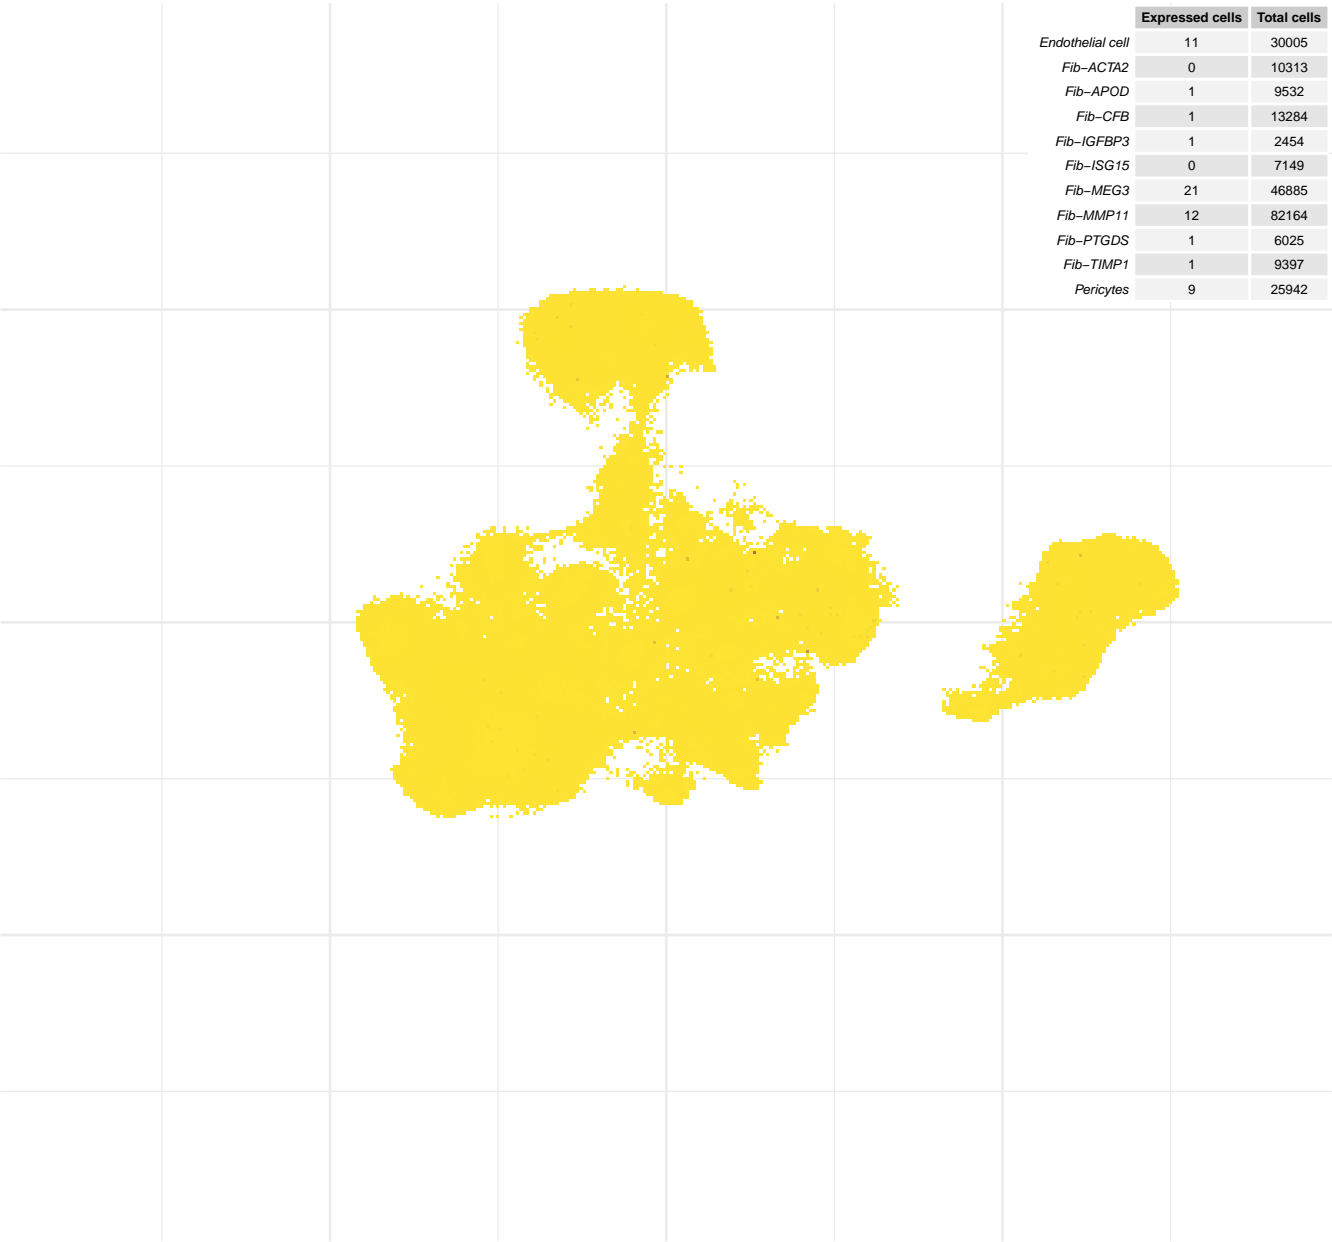 Expressed cells Total cells
Endothelial cell 11 30005
Fib−ACTA2 0 10313
Fib−APOD 1 9532
Fib−CFB 1 13284
Fib−IGFBP3 1 2454
Fib−ISG15 0 7149
Fib−MEG3 21 46885
Fib−MMP11 12 82164
Fib−PTGDS 1 6025
Fib−TIMP1 1 9397
Pericytes 9 25942